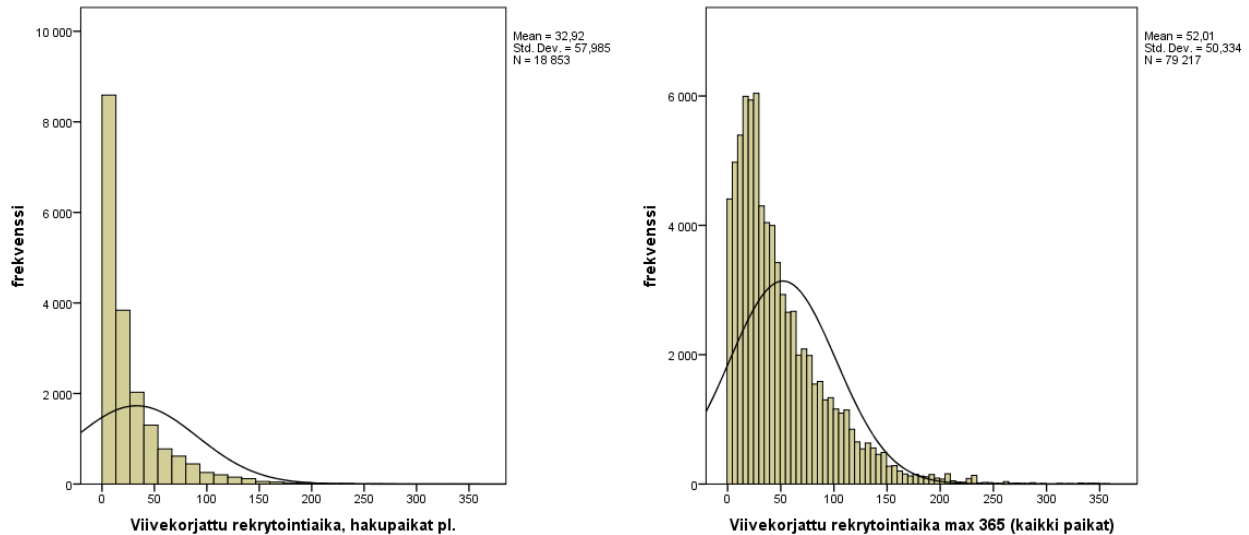 10 000
8 000
6 000
4 000
2 000
0
frekvenssi
0 50 100 150 200 250 300 350
Viivekorjattu rekrytointiaika, hakupaikat pl.
Mean = 32,92
Std. Dev. = 57,985
N = 18 853
6 000
4 000
2 000
0
frekvenssi
0 50 100 150 200 250 300 350
Viivekorjattu rekrytointiaika max 365 (kaikki paikat)
Mean = 52,01
Std. Dev. = 50,334
N = 79 217